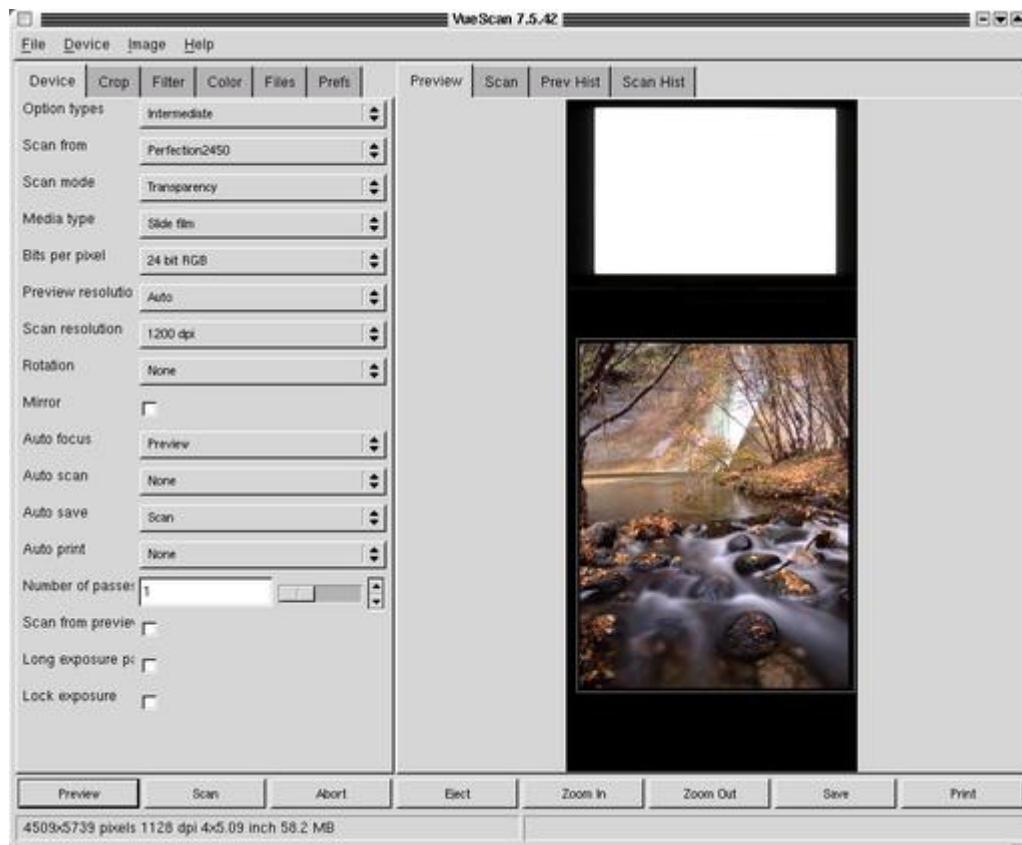 VueScan 7.5.42
File Device Image Help
Device Crop Filter Color Files Prefs
Preview Scan Prev Hist Scan Hist
Option types Intermediate
Scan from Perfection2450
Scan mode Transparency
Media type Slide film
Bits per pixel 24 bit RGB
Preview resolutio Auto
Scan resolution 1200 dpi
Rotation None
Mirror
Auto focus Preview
Auto scan None
Auto save Scan
Auto print None
Number of passes 1
Scan from preview
Long exposure pa
Lock exposure
Preview Scan Abort Eject Zoom In Zoom Out Save Print
4509x5739 pixels 1128 dpi 4x5.09 inch 58.2 MB